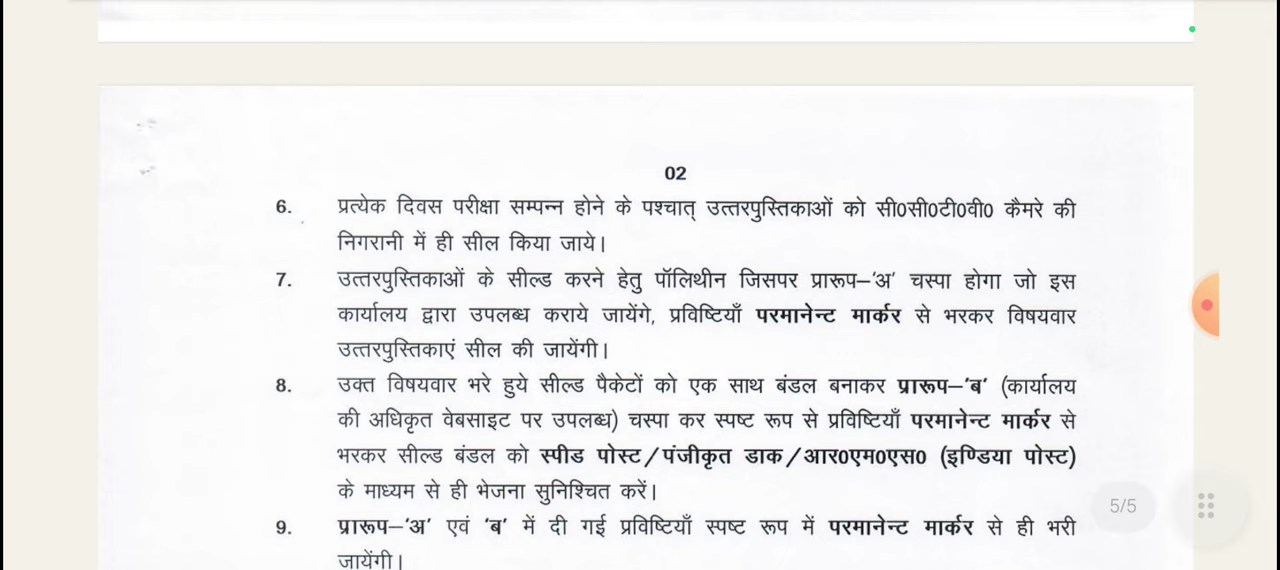 02
6. प्रत्येक दिवस परीक्षा सम्पन्न होने के पश्चात् उत्तरपुस्तिकाओं को सी0सी0टी0वी0 कैमरे की
निगरानी में ही सील किया जाये।
7. उत्तरपुस्तिकाओं के सील्ड करने हेतु पॉलिथीन जिसपर प्रारूप–'अ' चस्पा होगा जो इस
कार्यालय द्वारा उपलब्ध कराये जायेंगे, प्रविष्टियाँ परमानेन्ट मार्कर से भरकर विषयवार
उत्तरपुस्तिकाएं सील की जायेंगी।
8. उक्त विषयवार भरे हुये सील्ड पैकेटों को एक साथ बंडल बनाकर प्रारूप–'ब' (कार्यालय
की अधिकृत वेबसाइट पर उपलब्ध) चस्पा कर स्पष्ट रूप से प्रविष्टियाँ परमानेन्ट मार्कर से
भरकर सील्ड बंडल को स्पीड पोस्ट/पंजीकृत डाक/आर0एम0एस0 (इण्डिया पोस्ट)
के माध्यम से ही भेजना सुनिश्चित करें।
5/5
9. प्रारूप–'अ' एवं 'ब' में दी गई प्रविष्टियाँ स्पष्ट रूप में परमानेन्ट मार्कर से ही भरी
जायेंगी।